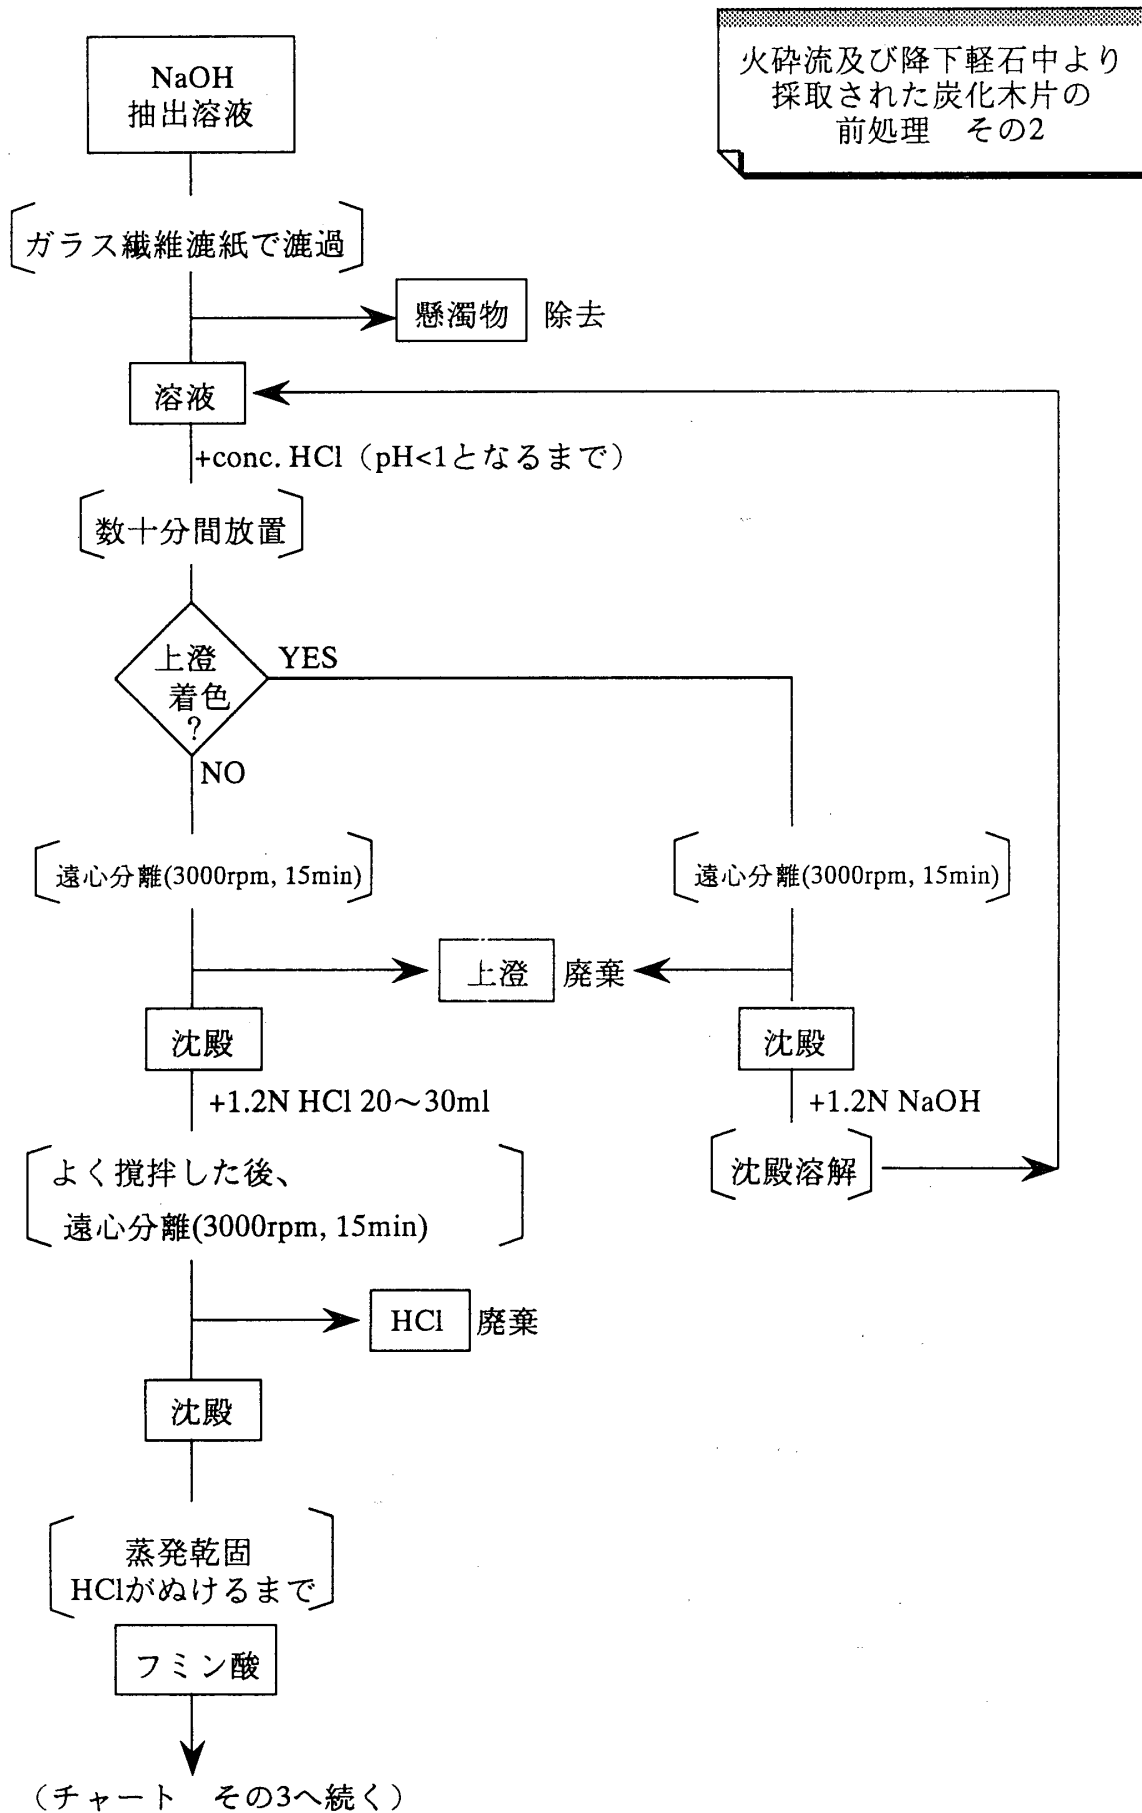 火砕流及び降下軽石中より
採取された炭化木片の
前処理　その2
NaOH
抽出溶液
ガラス繊維漉紙で漉過
懸濁物 除去
溶液
+conc. HCl（pH<1となるまで）
数十分間放置
上澄
着色
?
YES
NO
遠心分離(3000rpm, 15min)
遠心分離(3000rpm, 15min)
上澄 廃棄
沈殿
沈殿
+1.2N HCl 20〜30ml
+1.2N NaOH
よく撹拌した後、
遠心分離(3000rpm, 15min)
沈殿溶解
HCl 廃棄
沈殿
蒸発乾固
HClがぬけるまで
フミン酸
（チャート　その3へ続く）